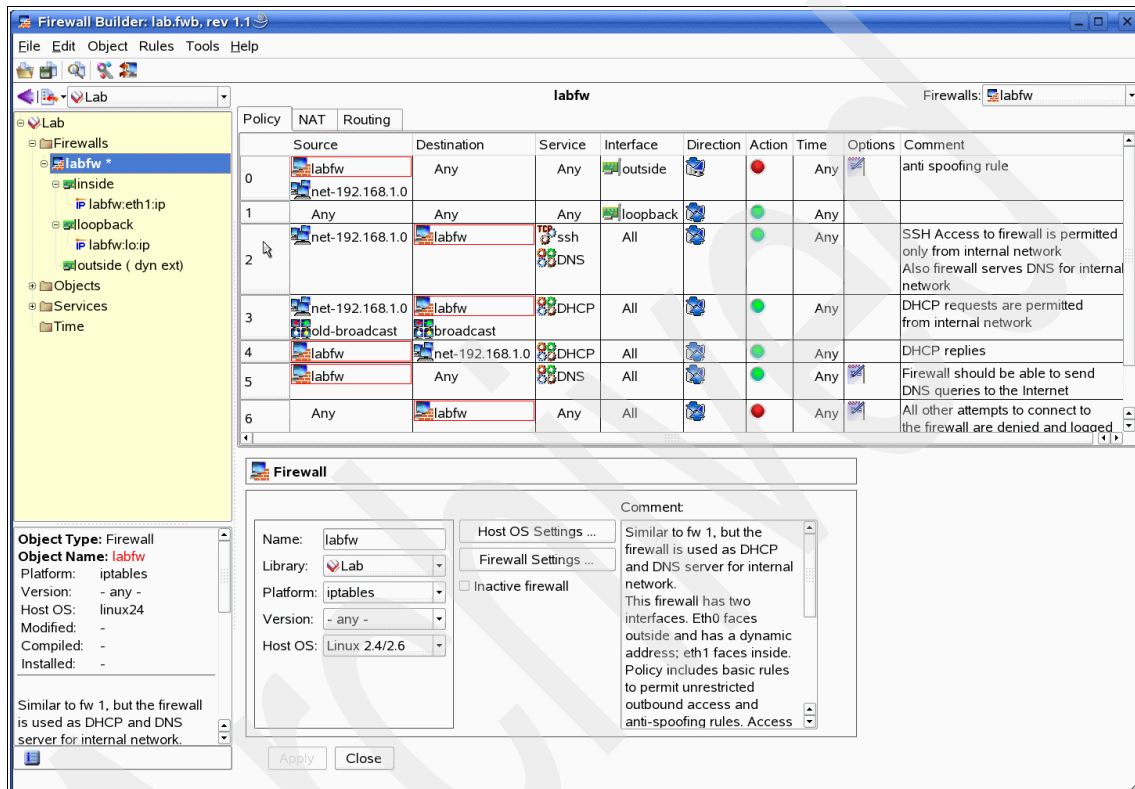 Firewall Builder: lab.fwb, rev 1.1
File Edit Object Rules Tools Help
Lab
labfw
Firewalls: labfw
Lab
Firewalls
labfw *
inside
labfw:eth1:ip
loopback
labfw:lo:ip
outside ( dyn ext)
Objects
Services
Time
Policy NAT Routing
Source Destination Service Interface Direction Action Time Options Comment
0 labfw Any Any outside Any anti spoofing rule
net-192.168.1.0
1 Any Any Any loopback Any
2 net-192.168.1.0 labfw TCP ssh All Any SSH Access to firewall is permitted
DNS only from internal network
Also firewall serves DNS for internal
network
3 net-192.168.1.0 labfw DHCP All Any DHCP requests are permitted
old-broadcast broadcast from internal network
4 labfw net-192.168.1.0 DHCP All Any DHCP replies
5 labfw Any DNS All Any Firewall should be able to send
DNS queries to the Internet
6 Any labfw Any All Any All other attempts to connect to
the firewall are denied and logged
Firewall
Name: labfw
Library: Lab
Platform: iptables
Version: - any -
Host OS: Linux 2.4/2.6
Host OS Settings ...
Firewall Settings ...
Inactive firewall
Comment:
Similar to fw 1, but the
firewall is used as DHCP
and DNS server for internal
network.
This firewall has two
interfaces. Eth0 faces
outside and has a dynamic
address; eth1 faces inside.
Policy includes basic rules
to permit unrestricted
outbound access and
anti-spoofing rules. Access
Apply Close
Object Type: Firewall
Object Name: labfw
Platform: iptables
Version: - any -
Host OS: linux24
Modified: -
Compiled: -
Installed: -
Similar to fw 1, but the firewall
is used as DHCP and DNS
server for internal network.
Archived